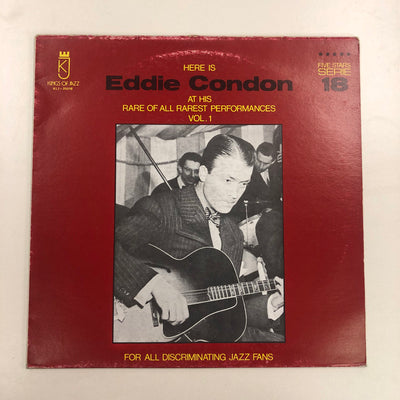 KJ
KINGS OF JAZZ
HERE IS
Eddie Condon
AT HIS
RARE OF ALL RAREST PERFORMANCES
VOL. 1
★★★★★
FIVE STARS
SERIE
18
FOR ALL DISCRIMINATING JAZZ FANS